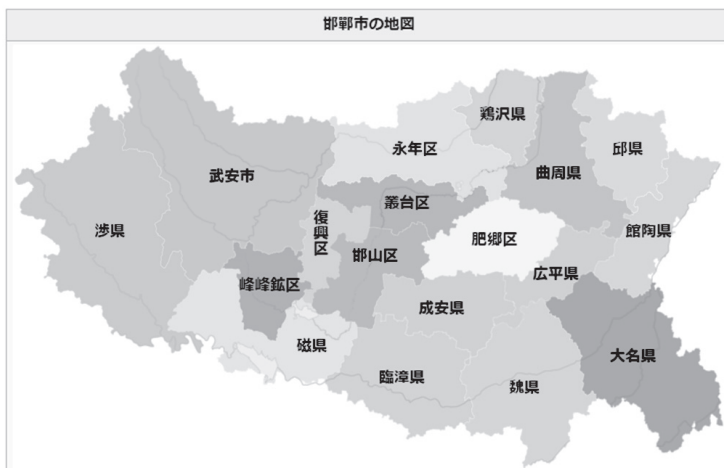 邯鄲市の地図
鶏沢県
永年区
邱県
曲周県
武安市
叢台区
復興区
渉県
館陶県
肥郷区
邯山区
広平県
峰峰鉱区
成安県
磁県
大名県
臨漳県
魏県